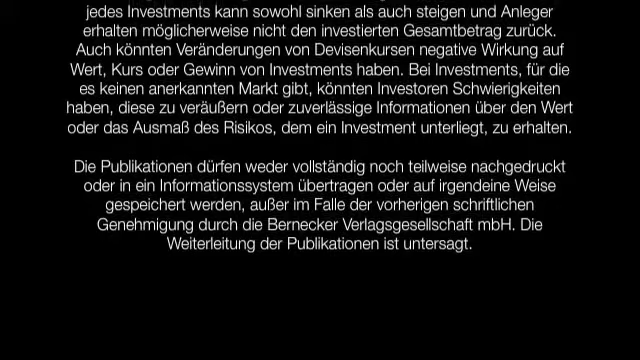 jedes Investments kann sowohl sinken als auch steigen und Anleger
erhalten möglicherweise nicht den investierten Gesamtbetrag zurück.
Auch könnten Veränderungen von Devisenkursen negative Wirkung auf
Wert, Kurs oder Gewinn von Investments haben. Bei Investments, für die
es keinen anerkannten Markt gibt, könnten Investoren Schwierigkeiten
haben, diese zu veräußern oder zuverlässige Informationen über den Wert
oder das Ausmaß des Risikos, dem ein Investment unterliegt, zu erhalten.
Die Publikationen dürfen weder vollständig noch teilweise nachgedruckt
oder in ein Informationssystem übertragen oder auf irgendeine Weise
gespeichert werden, außer im Falle der vorherigen schriftlichen
Genehmigung durch die Bernecker Verlagsgesellschaft mbH. Die
Weiterleitung der Publikationen ist untersagt.